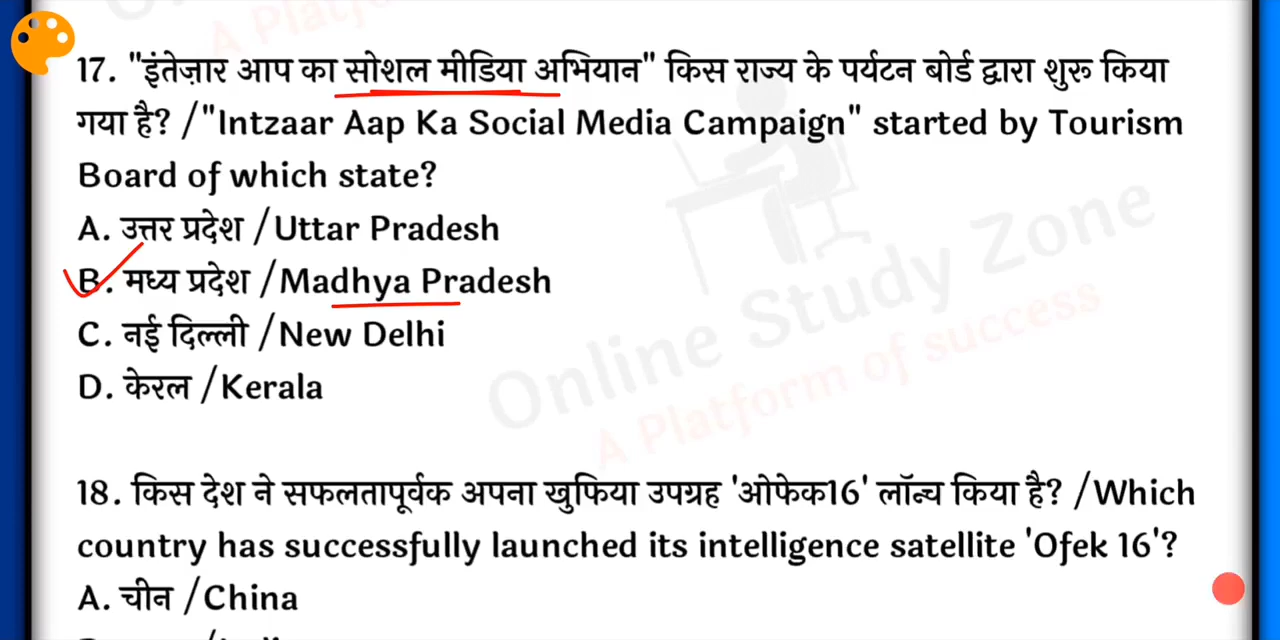 A Platform
17. "इंतेज़ार आप का सोशल मीडिया अभियान" किस राज्य के पर्यटन बोर्ड द्वारा शुरू किया
गया है? /"Intzaar Aap Ka Social Media Campaign" started by Tourism
Board of which state?
A. उत्तर प्रदेश /Uttar Pradesh
B. मध्य प्रदेश /Madhya Pradesh
C. नई दिल्ली /New Delhi
D. केरल /Kerala
Online Study Zone
A Platform of success
18. किस देश ने सफलतापूर्वक अपना खुफिया उपग्रह 'ओफेक16' लॉन्च किया है? /Which
country has successfully launched its intelligence satellite 'Ofek 16'?
A. चीन /China